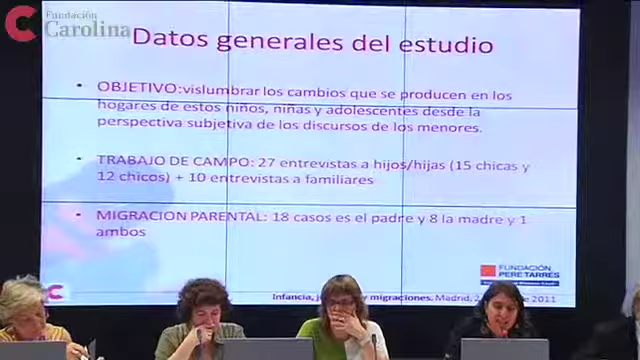 Fundación
Carolina
Datos generales del estudio
• OBJETIVO:vislumbrar los cambios que se producen en los
hogares de estos niños, niñas y adolescentes desde la
perspectiva subjetiva de los discursos de los menores.
• TRABAJO DE CAMPO: 27 entrevistas a hijos/hijas (15 chicas y
12 chicos) + 10 entrevistas a familiares
• MIGRACION PARENTAL: 18 casos es el padre y 8 la madre y 1
ambos
FUNDACIÓN
PERE TARRÉS
Infancia, y migraciones. Madrid, 2011